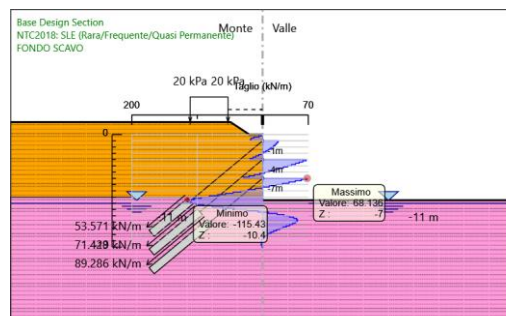 Base Design Section
NTC2018: SLE (Rara/Frequente/Quasi Permanente)
FONDO SCAVO
Monte Valle
20 kPa 20 kPa
Taglio (kN/m)
200 70
0
-1m
-4m
-7m
Massimo
Valore: 68.136
Z : -7
Minimo
Valore: -115.43
Z : -10.4
-11 m
-11 m
53.571 kN/m
71.429 kN/m
89.286 kN/m